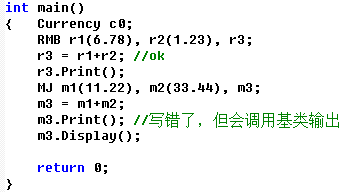 int main()
{    Currency c0;
RMB r1(6.78), r2(1.23), r3;
r3 = r1+r2; //ok
r3.Print();
MJ m1(11.22), m2(33.44), m3;
m3 = m1+m2;
m3.Print(); //写错了，但会调用基类输出
m3.Display();
return 0;
}